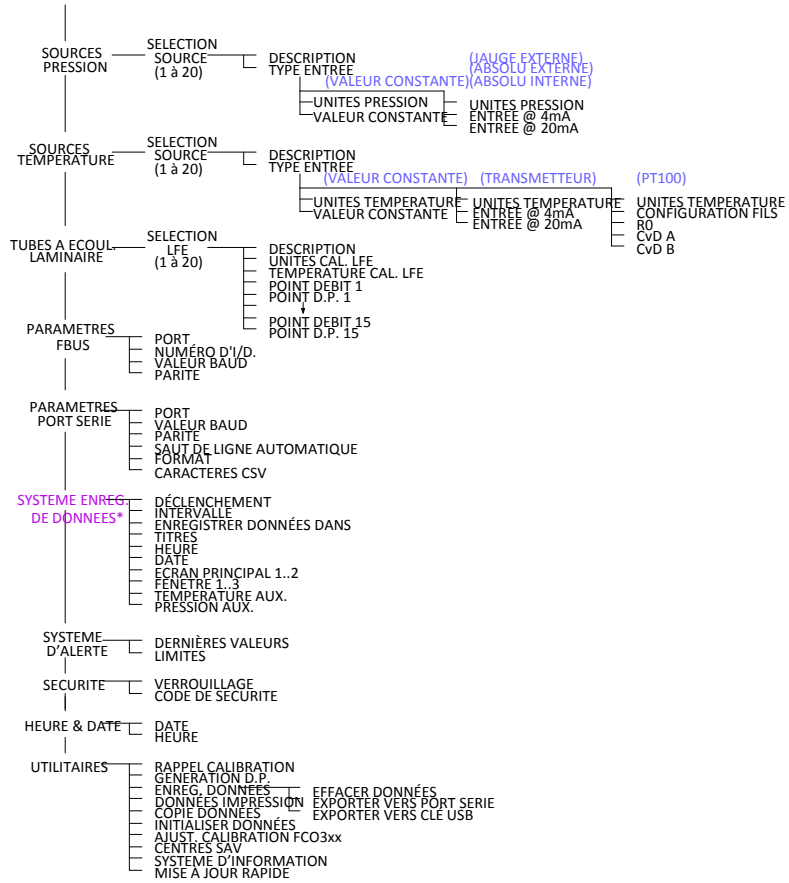 SOURCES
PRESSION
SELECTION
SOURCE
(1 à 20)
DESCRIPTION
TYPE ENTREE
(JAUGE EXTERNE)
(ABSOLU EXTERNE)
(VALEUR CONSTANTE)
(ABSOLU INTERNE)
UNITES PRESSION
VALEUR CONSTANTE
UNITES PRESSION
ENTREE @ 4mA
ENTREE @ 20mA
SOURCES
TEMPERATURE
SELECTION
SOURCE
(1 à 20)
DESCRIPTION
TYPE ENTREE
(VALEUR CONSTANTE)
(TRANSMETTEUR)
(PT100)
UNITES TEMPERATURE
VALEUR CONSTANTE
UNITES TEMPERATURE
ENTREE @ 4mA
ENTREE @ 20mA
UNITES TEMPERATURE
CONFIGURATION FILS
R0
CvD A
CvD B
TUBES A ECOUL.
LAMINAIRE
SELECTION
LFE
(1 à 20)
DESCRIPTION
UNITES CAL. LFE
TEMPERATURE CAL. LFE
POINT DEBIT 1
POINT D.P. 1
POINT DEBIT 15
POINT D.P. 15
PARAMETRES
FBUS
PORT
NUMÉRO D'I/D.
VALEUR BAUD
PARITE
PARAMETRES
PORT SERIE
PORT
VALEUR BAUD
PARITE
SAUT DE LIGNE AUTOMATIQUE
FORMAT
CARACTERES CSV
SYSTEME ENREG.
DE DONNEES*
DÉCLENCHEMENT
INTERVALLE
ENREGISTRER DONNÉES DANS
TITRES
HEURE
DATE
ECRAN PRINCIPAL 1..2
FENETRE 1..3
TEMPERATURE AUX.
PRESSION AUX.
SYSTEME
D’ALERTE
DERNIÈRES VALEURS
LIMITES
SECURITE
VERROUILLAGE
CODE DE SECURITE
HEURE & DATE
DATE
HEURE
UTILITAIRES
RAPPEL CALIBRATION
GENERATION D.P.
ENREG. DONNEES
DONNÉES IMPRESSION
COPIE DONNÉES
INITIALISER DONNÉES
AJUST. CALIBRATION FCO3xx
CENTRES SAV
SYSTEME D’INFORMATION
MISE A JOUR RAPIDE
EFFACER DONNÉES
EXPORTER VERS PORT SERIE
EXPORTER VERS CLE USB